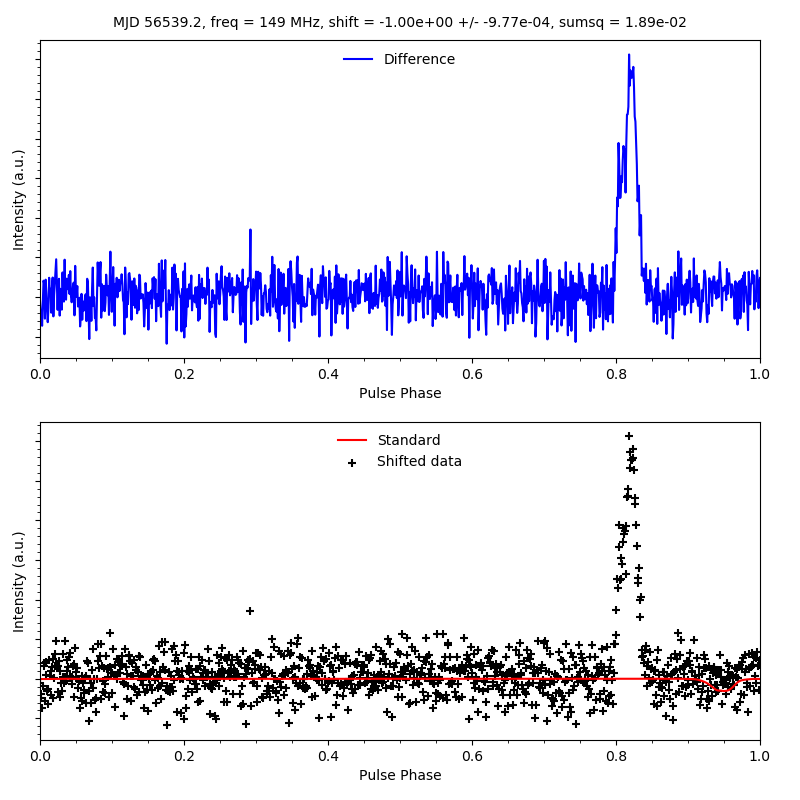 MJD 56539.2, freq = 149 MHz, shift = -1.00e+00 +/- -9.77e-04, sumsq = 1.89e-02
Difference
Intensity (a.u.)
0.0 0.2 0.4 0.6 0.8 1.0
Pulse Phase
Standard
Shifted data
Intensity (a.u.)
0.0 0.2 0.4 0.6 0.8 1.0
Pulse Phase